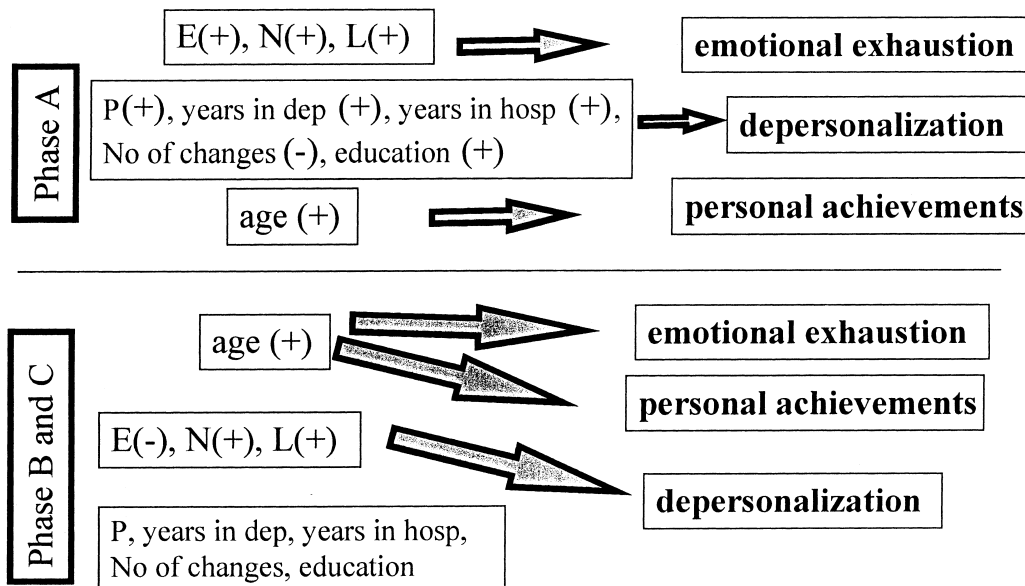 Phase A
E(+), N(+), L(+)
emotional exhaustion
P(+), years in dep (+), years in hosp (+),
No of changes (-), education (+)
depersonalization
age (+)
personal achievements
Phase B and C
age (+)
emotional exhaustion
personal achievements
E(-), N(+), L(+)
depersonalization
P, years in dep, years in hosp,
No of changes, education